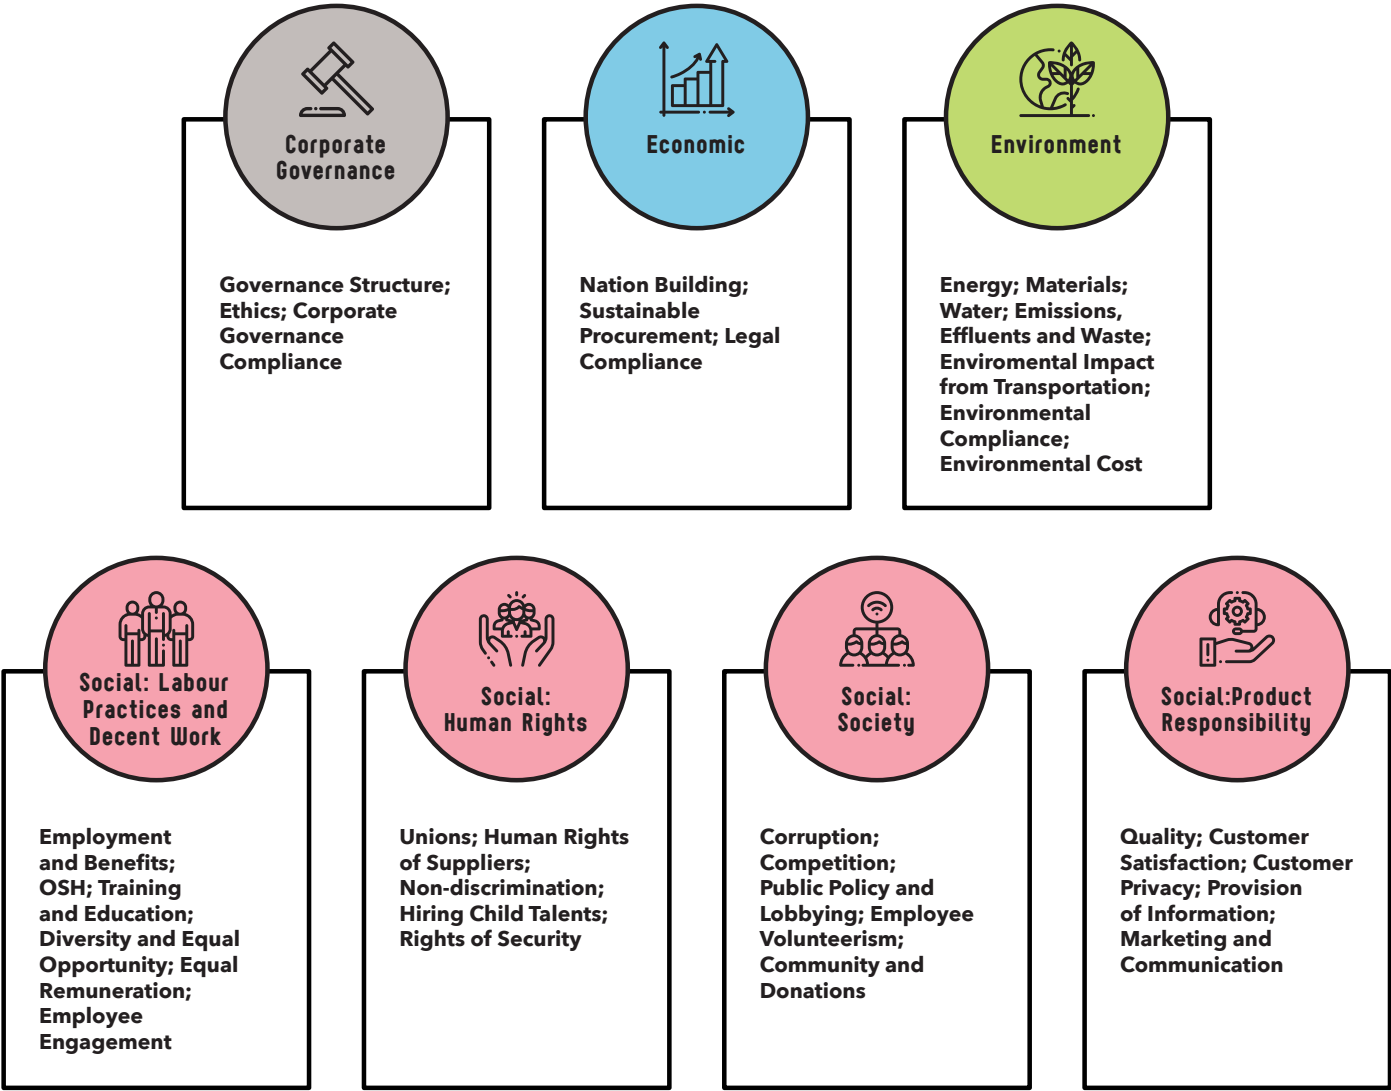 Corporate
Governance
Governance Structure;
Ethics; Corporate
Governance
Compliance
Economic
Nation Building;
Sustainable
Procurement; Legal
Compliance
Environment
Energy; Materials;
Water; Emissions,
Effluents and Waste;
Enviromental Impact
from Transportation;
Environmental
Compliance;
Environmental Cost
Social: Labour
Practices and
Decent Work
Employment
and Benefits;
OSH; Training
and Education;
Diversity and Equal
Opportunity; Equal
Remuneration;
Employee
Engagement
Social:
Human Rights
Unions; Human Rights
of Suppliers;
Non-discrimination;
Hiring Child Talents;
Rights of Security
Social:
Society
Corruption;
Competition;
Public Policy and
Lobbying; Employee
Volunteerism;
Community and
Donations
Social:Product
Responsibility
Quality; Customer
Satisfaction; Customer
Privacy; Provision
of Information;
Marketing and
Communication